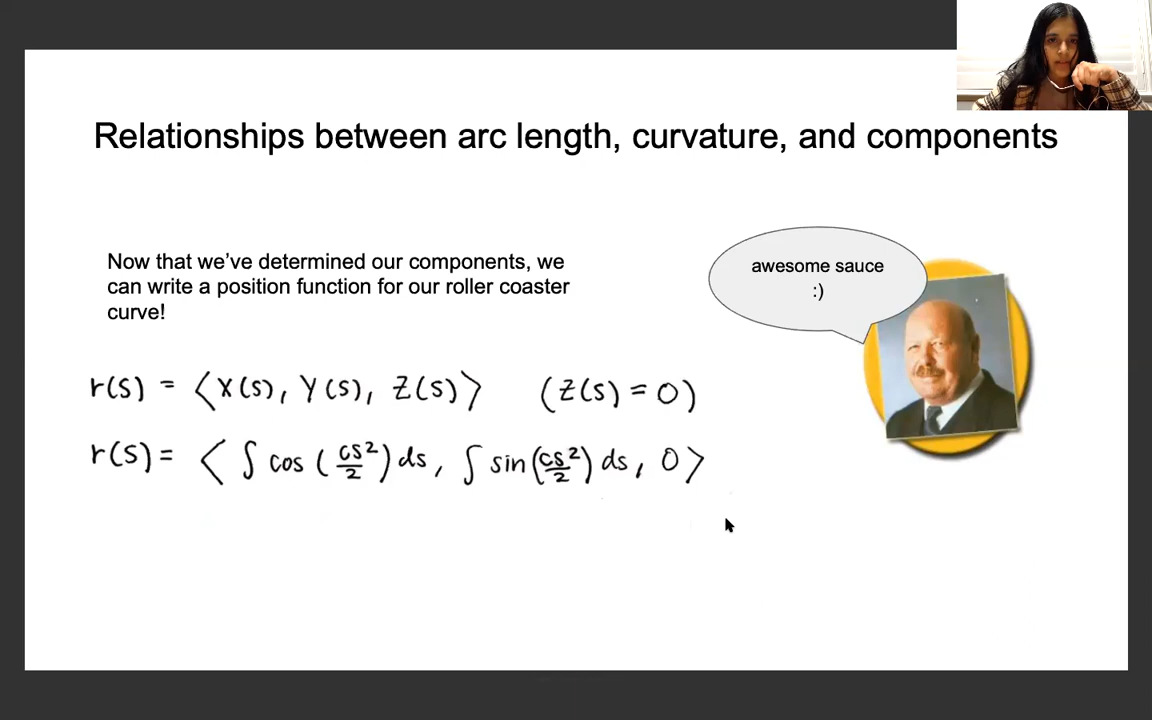 Relationships between arc length, curvature, and components
Now that we’ve determined our components, we
can write a position function for our roller coaster
curve!
awesome sauce
:)
r(s) = ⟨X(s), Y(s), Z(s)⟩ (Z(s) = 0)
r(s) = ⟨∫ cos (cs²/2) ds, ∫ sin(cs²/2) ds, 0⟩